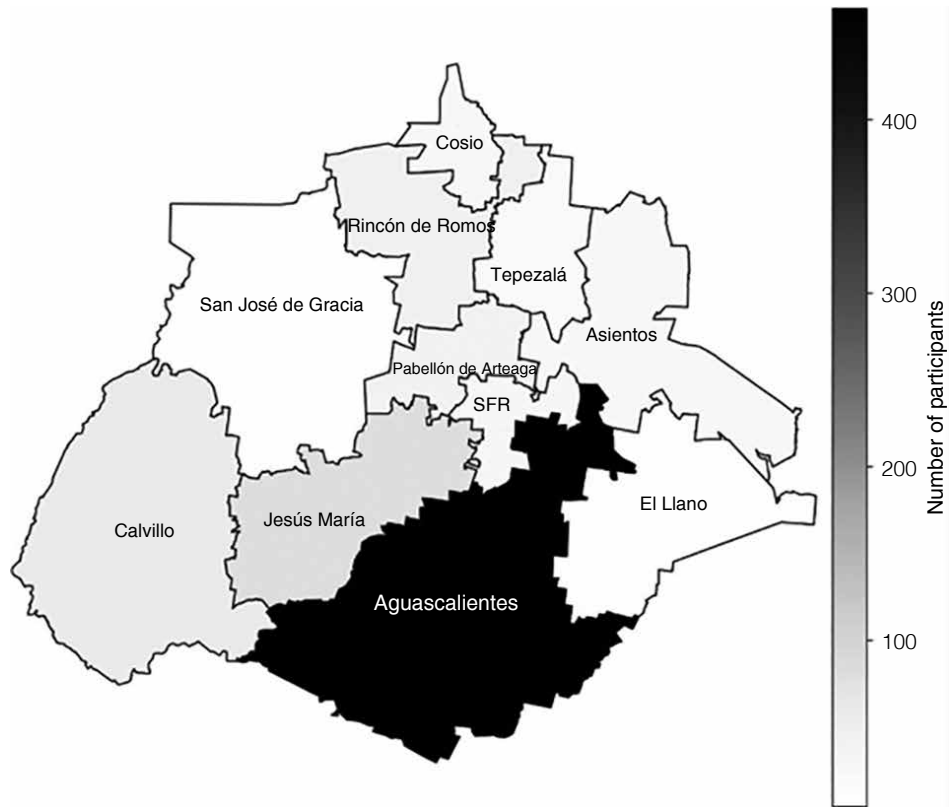 Cosio
Rincón de Romos
Tepezalá
San José de Gracia
Asientos
Pabellón de Arteaga
SFR
El Llano
Jesús María
Calvillo
Aguascalientes
400
300
200
100
Number of participants